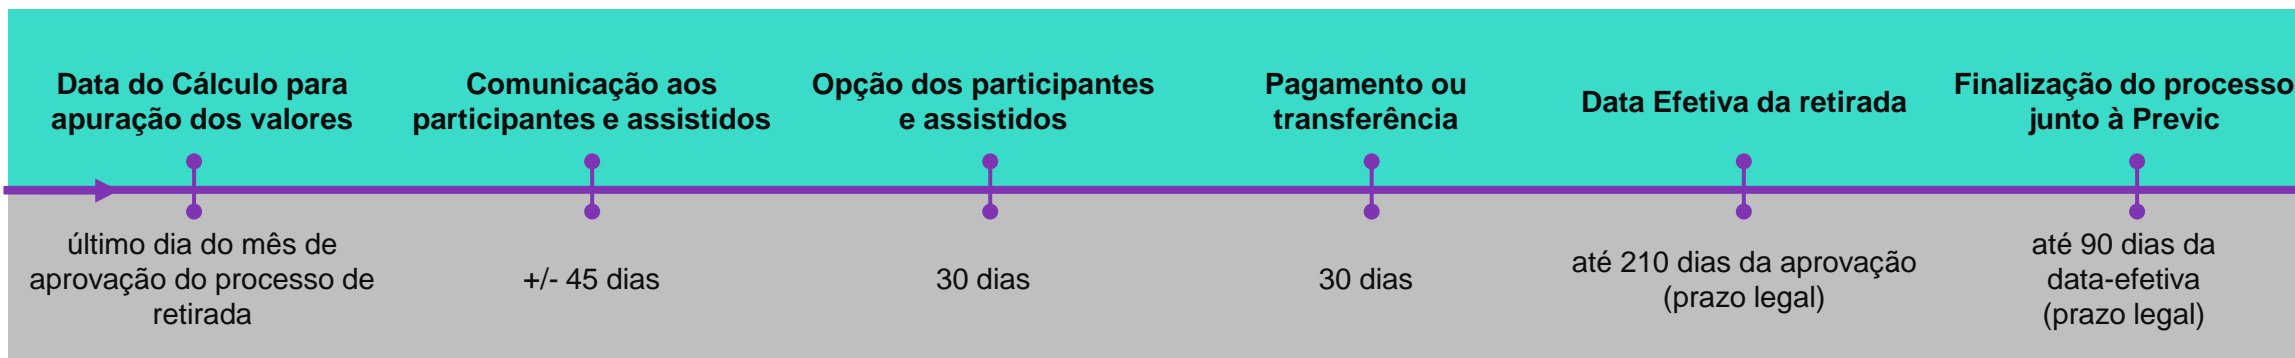 Data do Cálculo para
apuração dos valores
Comunicação aos
participantes e assistidos
Opção dos participantes
e assistidos
Pagamento ou
transferência
Data Efetiva da retirada
Finalização do processo
junto à Previc
último dia do mês de
aprovação do processo de
retirada
+/- 45 dias
30 dias
30 dias
até 210 dias da aprovação
(prazo legal)
até 90 dias da
data-efetiva
(prazo legal)